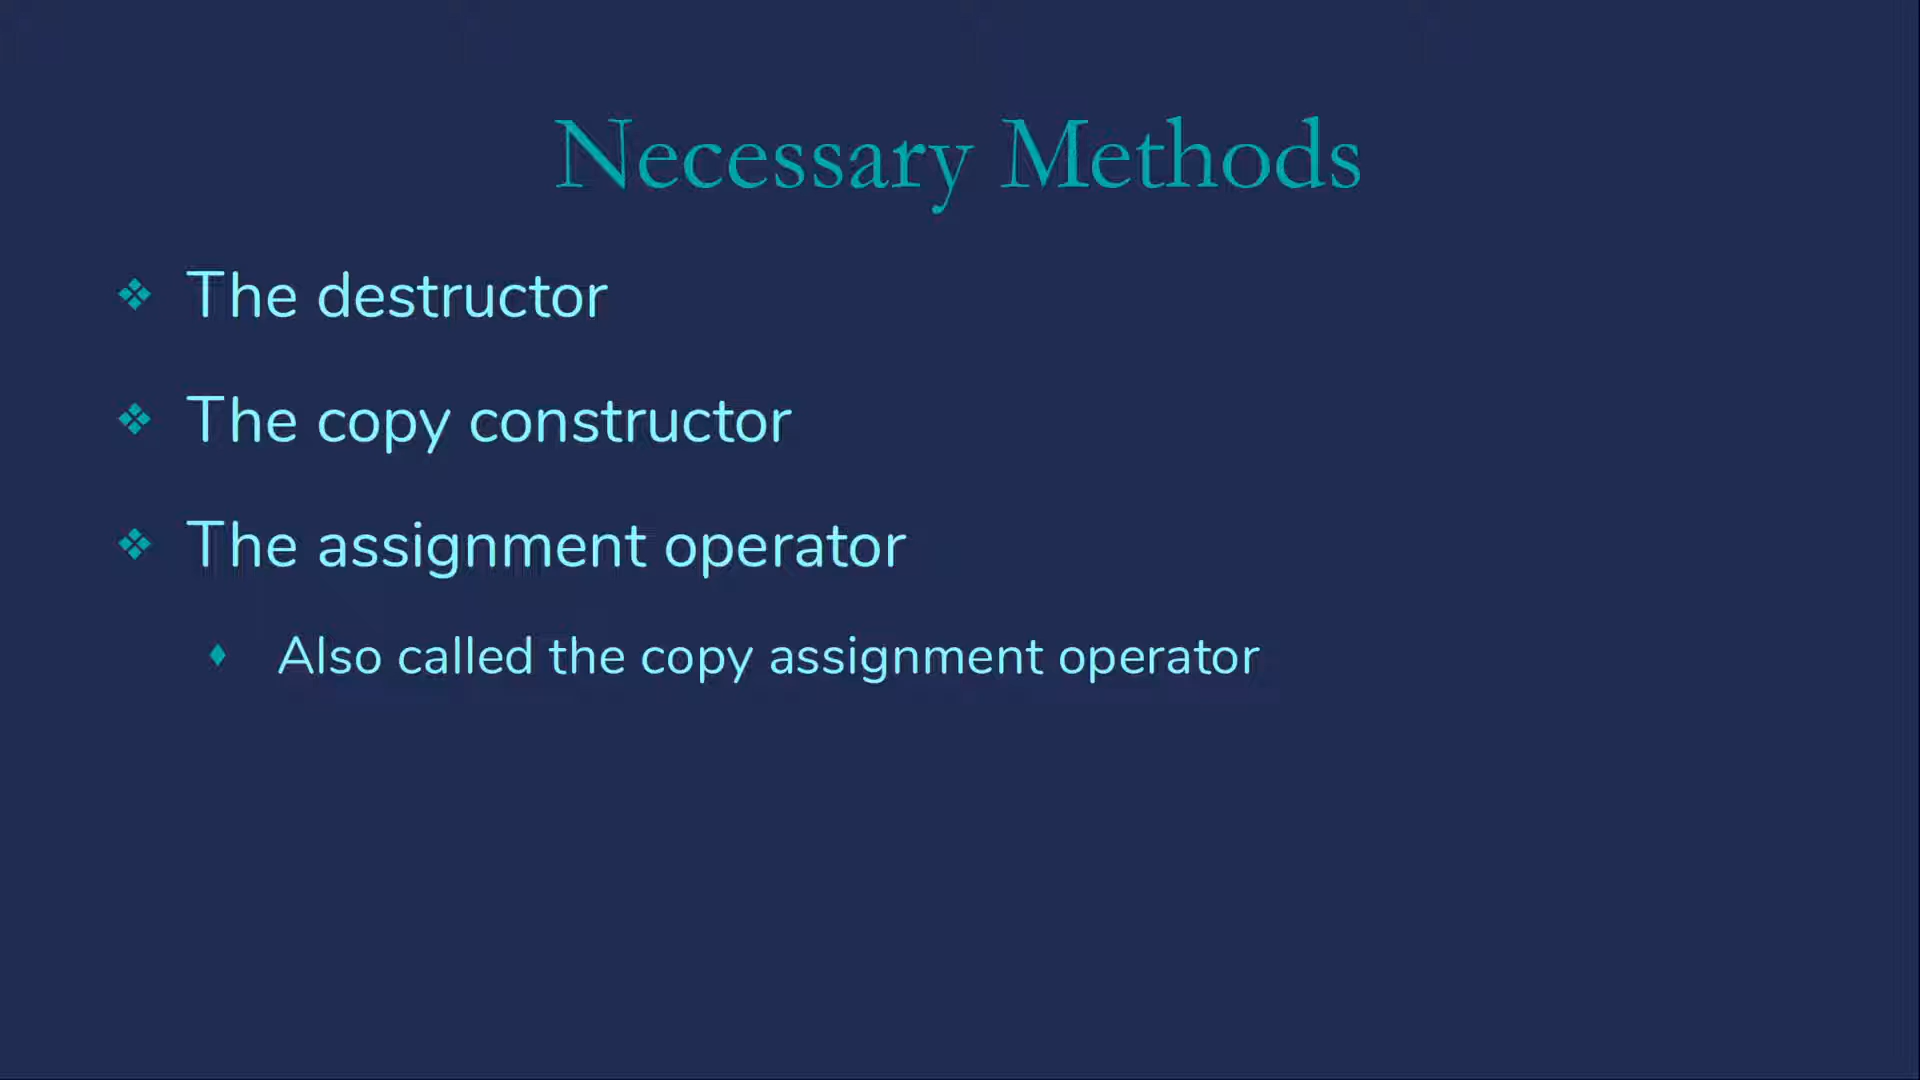 Necessary Methods
The destructor
The copy constructor
The assignment operator
Also called the copy assignment operator